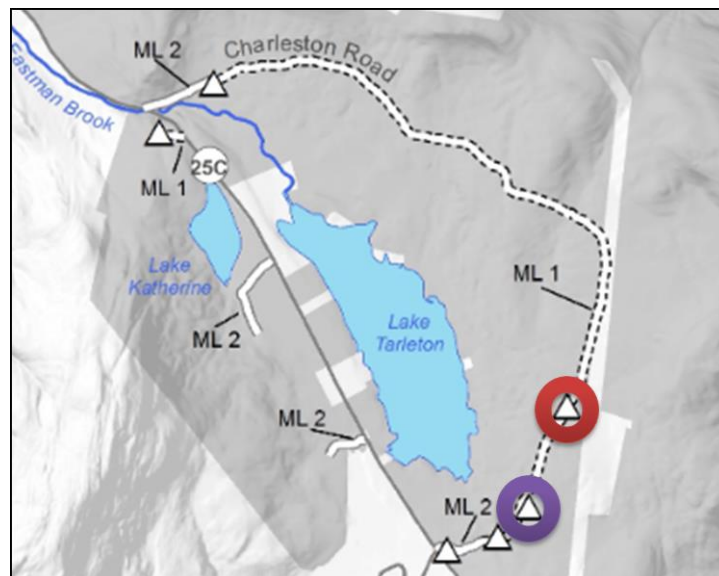 ML 2
Charleston Road
Eastman Brook
ML 1
25C
Lake
Katherine
ML 1
ML 2
Lake
Tarleton
ML 2
ML 2